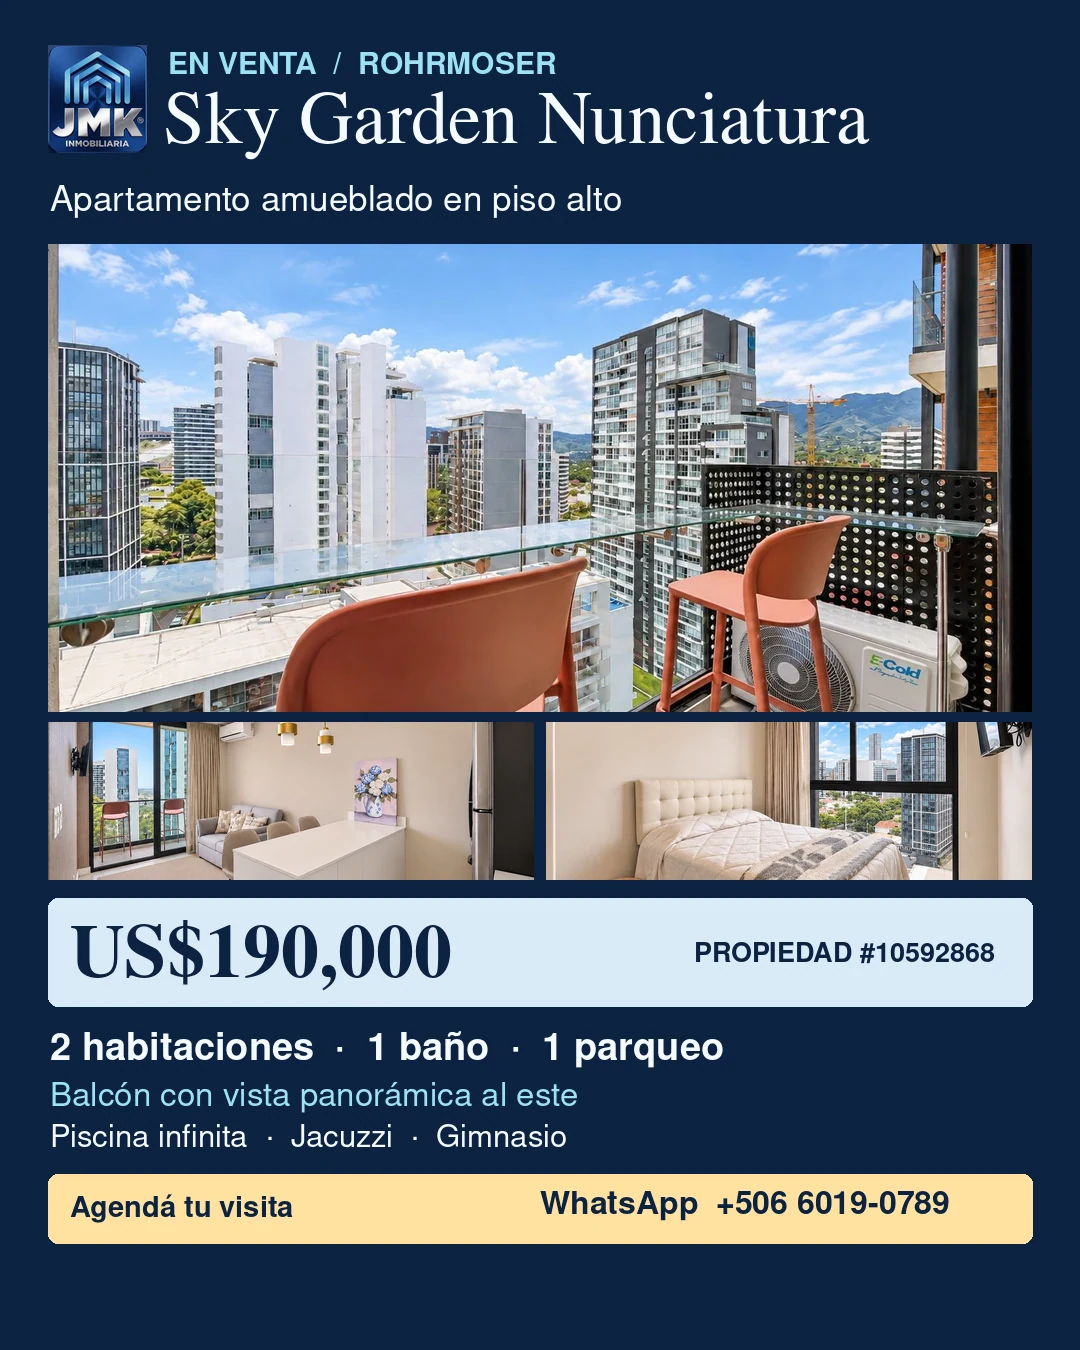 JMK®
INMOBILIARIA
EN VENTA / ROHRMOSER
Sky Garden Nunciatura
Apartamento amueblado en piso alto
E-Cold
US$190,000
PROPIEDAD #10592868
2 habitaciones · 1 baño · 1 parqueo
Balcón con vista panorámica al este
Piscina infinita · Jacuzzi · Gimnasio
Agendá tu visita
WhatsApp +506 6019-0789